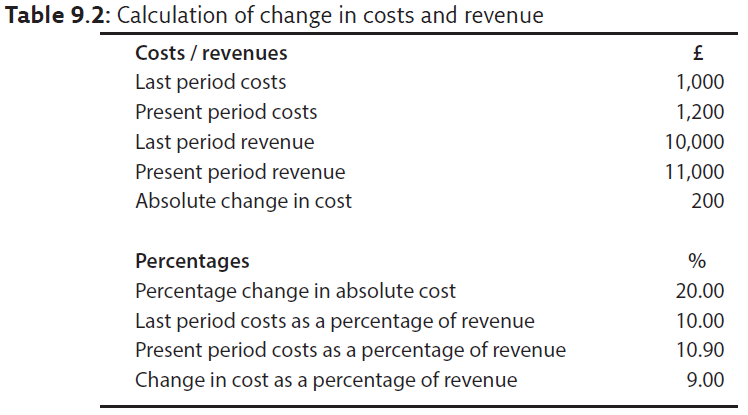 Table 9.2: Calculation of change in costs and revenue
Costs / revenues £
Last period costs 1,000
Present period costs 1,200
Last period revenue 10,000
Present period revenue 11,000
Absolute change in cost 200
Percentages %
Percentage change in absolute cost 20.00
Last period costs as a percentage of revenue 10.00
Present period costs as a percentage of revenue 10.90
Change in cost as a percentage of revenue 9.00